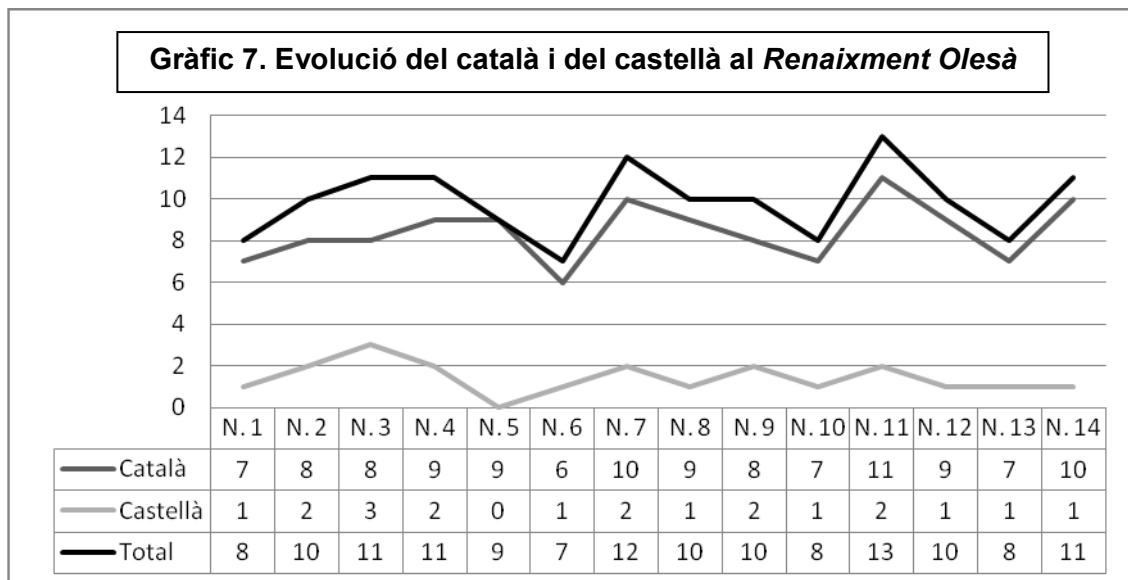 Gràfic 7. Evolució del català i del castellà al Renaixment Olesà
14
12
10
8
6
4
2
0
N. 1 N. 2 N. 3 N. 4 N. 5 N. 6 N. 7 N. 8 N. 9 N. 10 N. 11 N. 12 N. 13 N. 14
Català 7 8 8 9 9 6 10 9 8 7 11 9 7 10
Castellà 1 2 3 2 0 1 2 1 2 1 2 1 1 1
Total 8 10 11 11 9 7 12 10 10 8 13 10 8 11